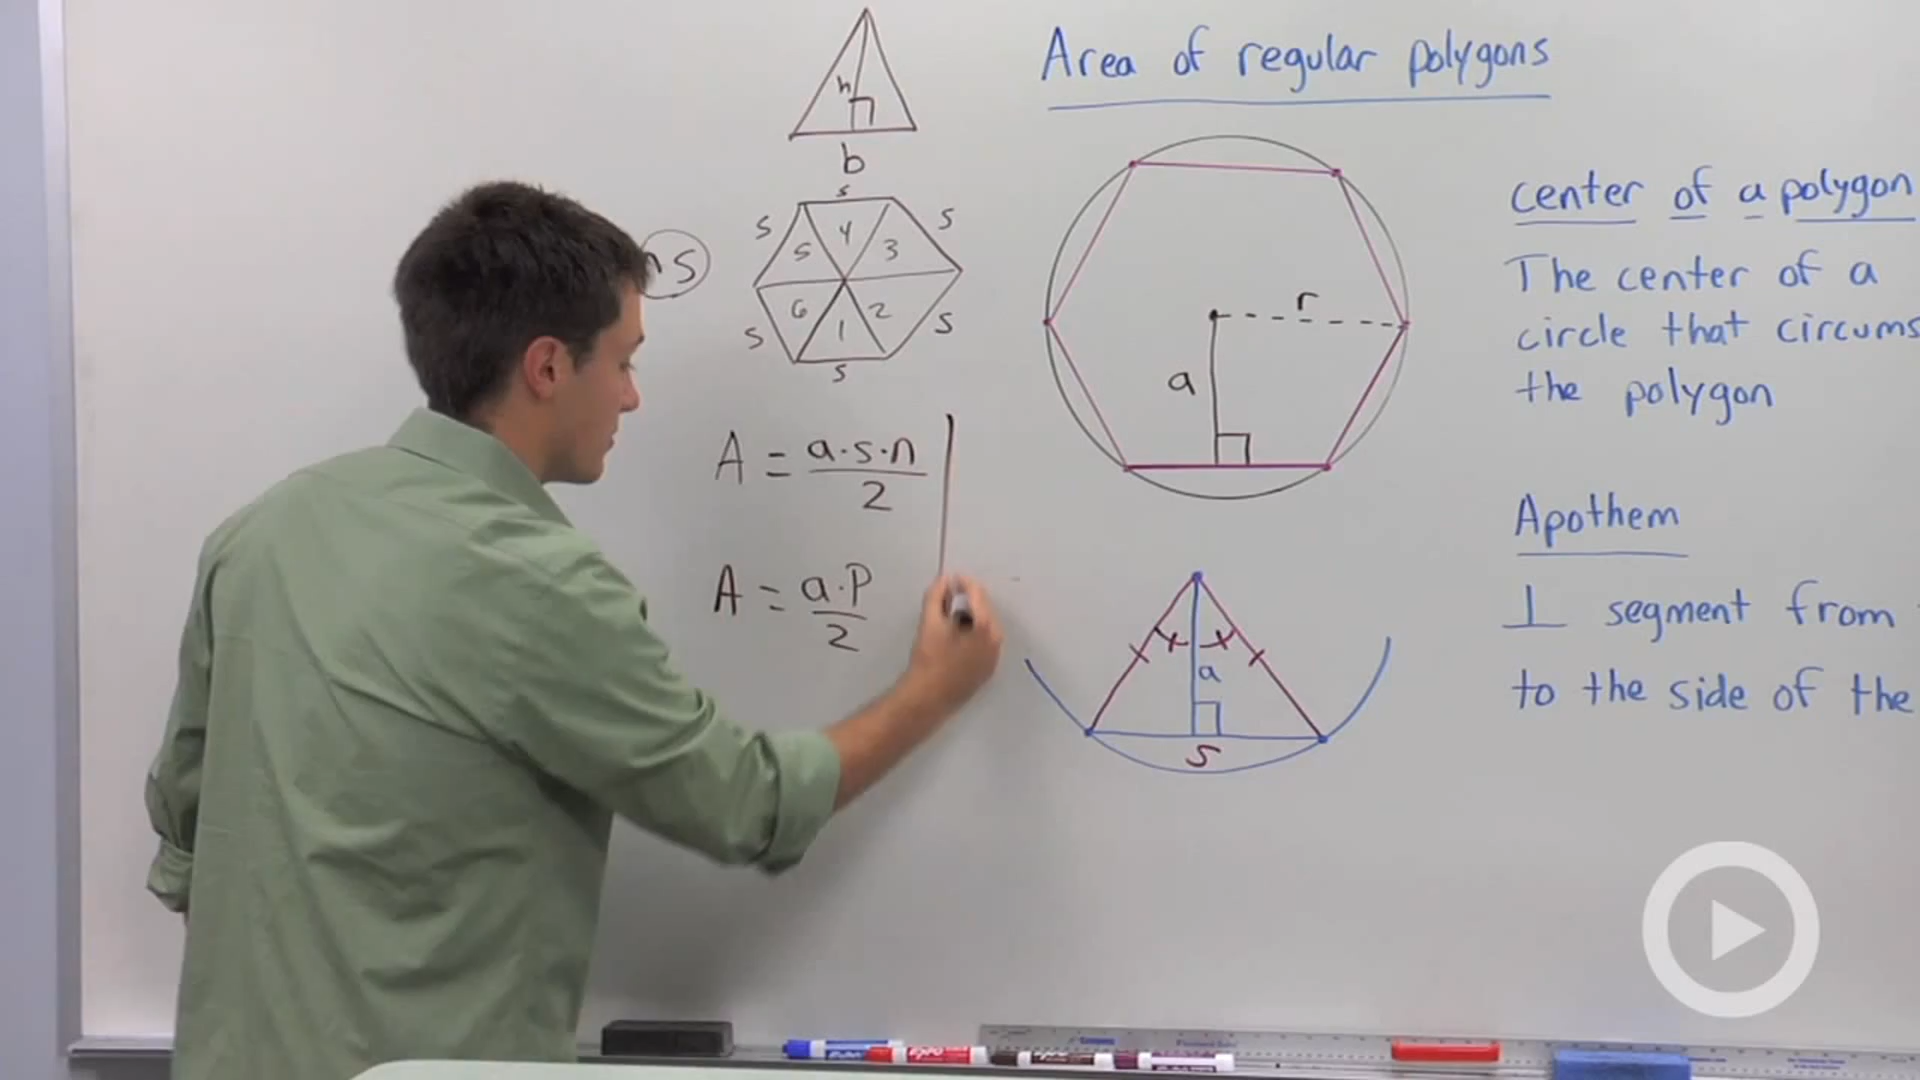 Area of regular polygons
h
b
s
s
s
s
s
s
5
4
3
6
1
2
s
A = a·s·n
2
A = a·P
2
r
a
a
s
center of a polygon
The center of a
circle that circums
the polygon
Apothem
⊥ segment from
to the side of the
EXPO